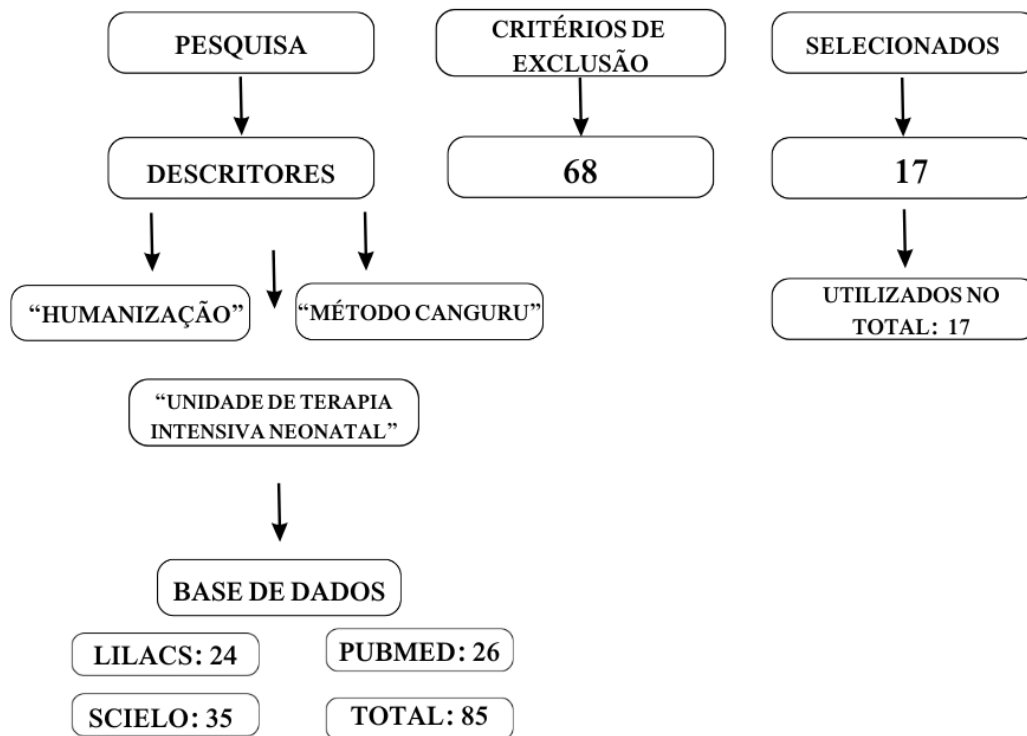 PESQUISA
CRITÉRIOS DE
EXCLUSÃO
SELECIONADOS
DESCRITORES
68
17
“HUMANIZAÇÃO”
“MÉTODO CANGURU”
UTILIZADOS NO
TOTAL: 17
“UNIDADE DE TERAPIA
INTENSIVA NEONATAL”
BASE DE DADOS
LILACS: 24
PUBMED: 26
SCIELO: 35
TOTAL: 85